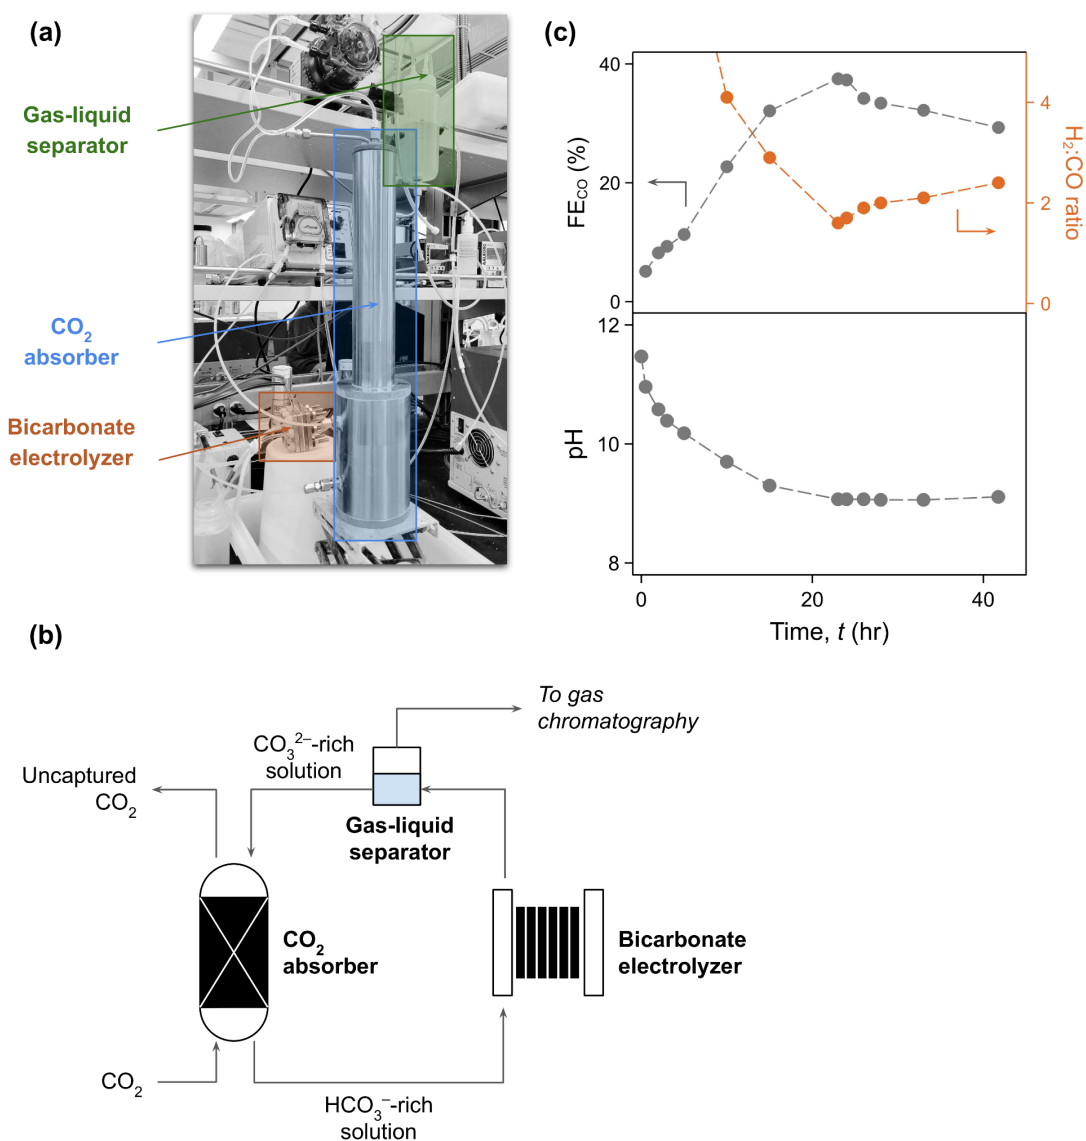 (a)
Gas-liquid
separator
CO₂
absorber
Bicarbonate
electrolyzer
(c)
40
20
0
FE_CO (%)
4
2
0
H₂:CO ratio
12
10
8
pH
0
20
40
Time, t (hr)
(b)
To gas
chromatography
CO₃²⁻-rich
solution
Uncaptured
CO₂
Gas-liquid
separator
CO₂
absorber
Bicarbonate
electrolyzer
CO₂
HCO₃⁻-rich
solution